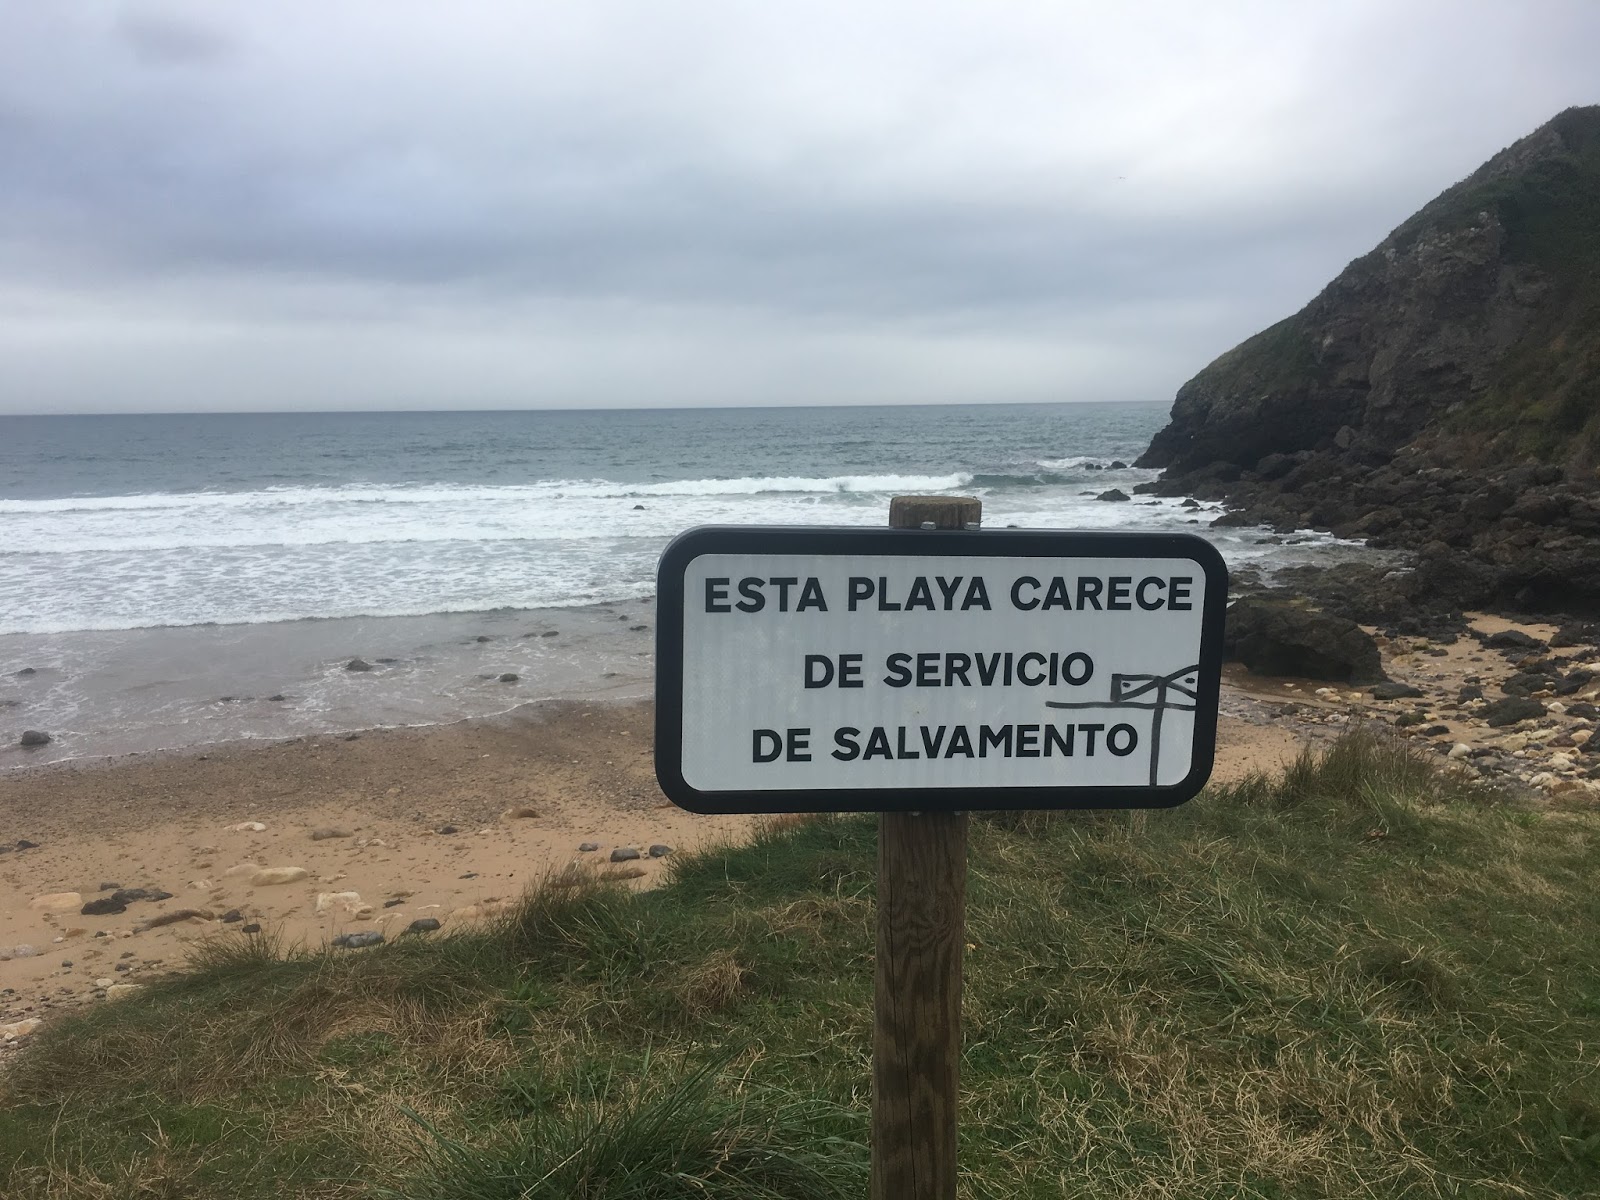 ESTA PLAYA CARECE
DE SERVICIO
DE SALVAMENTO